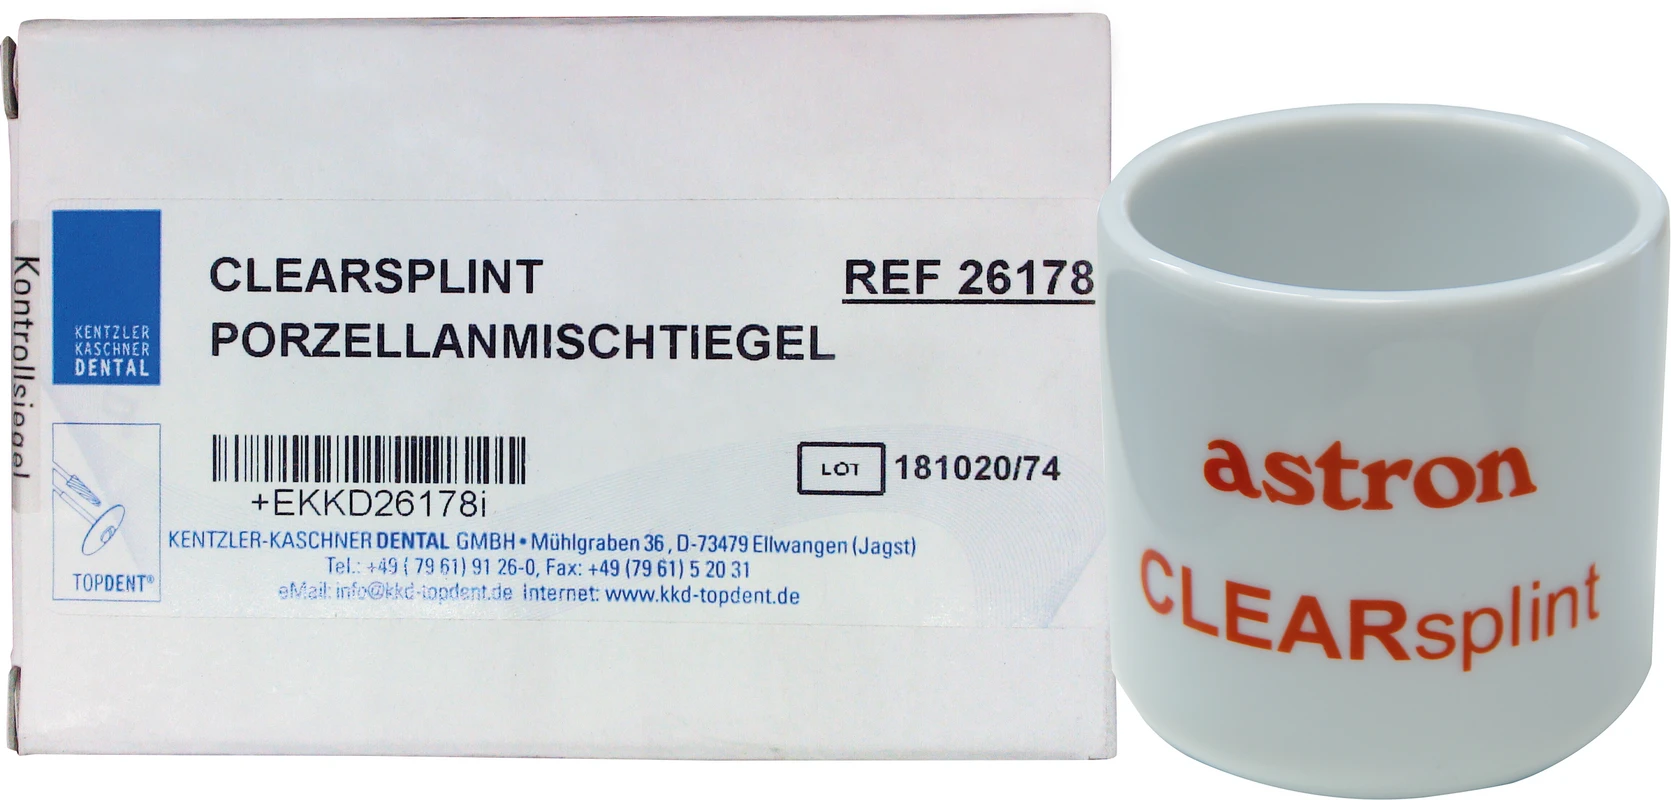 Kontrollsiegel
KENTZLER
KASCHNER
DENTAL
CLEARSPLINT
PORZELLANMISCHTIEGEL
REF 26178
+EKKD26178i
LOT 181020/74
TOPDENT®
KENTZLER-KASCHNER DENTAL GMBH • Mühlgraben 36, D-73479 Ellwangen (Jagst)
Tel.: +49 ( 79 61) 91 26-0, Fax: +49 (79 61) 5 20 31
eMail: info@kkd-topdent.de Internet: www.kkd-topdent.de
astron
CLEARsplint